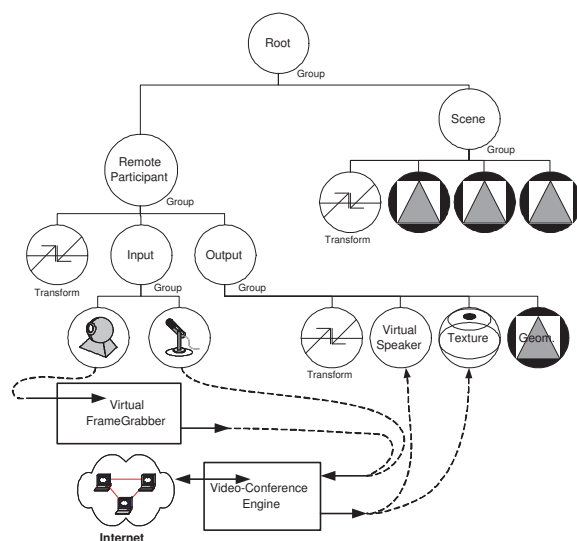 Root
Group
Scene
Group
Remote
Participant
Group
Transform
Transform
Input
Group
Output
Group
Transform
Virtual
Speaker
Texture
Geom.
Virtual
FrameGrabber
Video-Conference
Engine
Internet